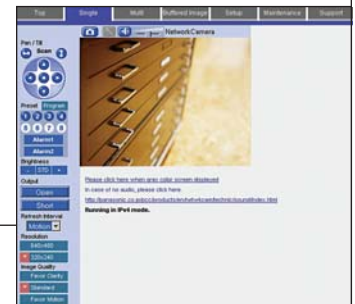 Top Single Multi Buffered Image Setup Maintenance Support
NetworkCamera
Pan / Tilt
Scan
Preset Program
1 2 3 4
5 6 7 8
Alarm1
Alarm2
Brightness
- STD +
Output
Open
Short
Refresh Interval
Motion
Resolution
640x480
320x240
Image Quality
Favor Clarity
Standard
Favor Motion
Please click here when gray color screen displayed
In case of no audio, please click here.
Running in IPv4 mode.